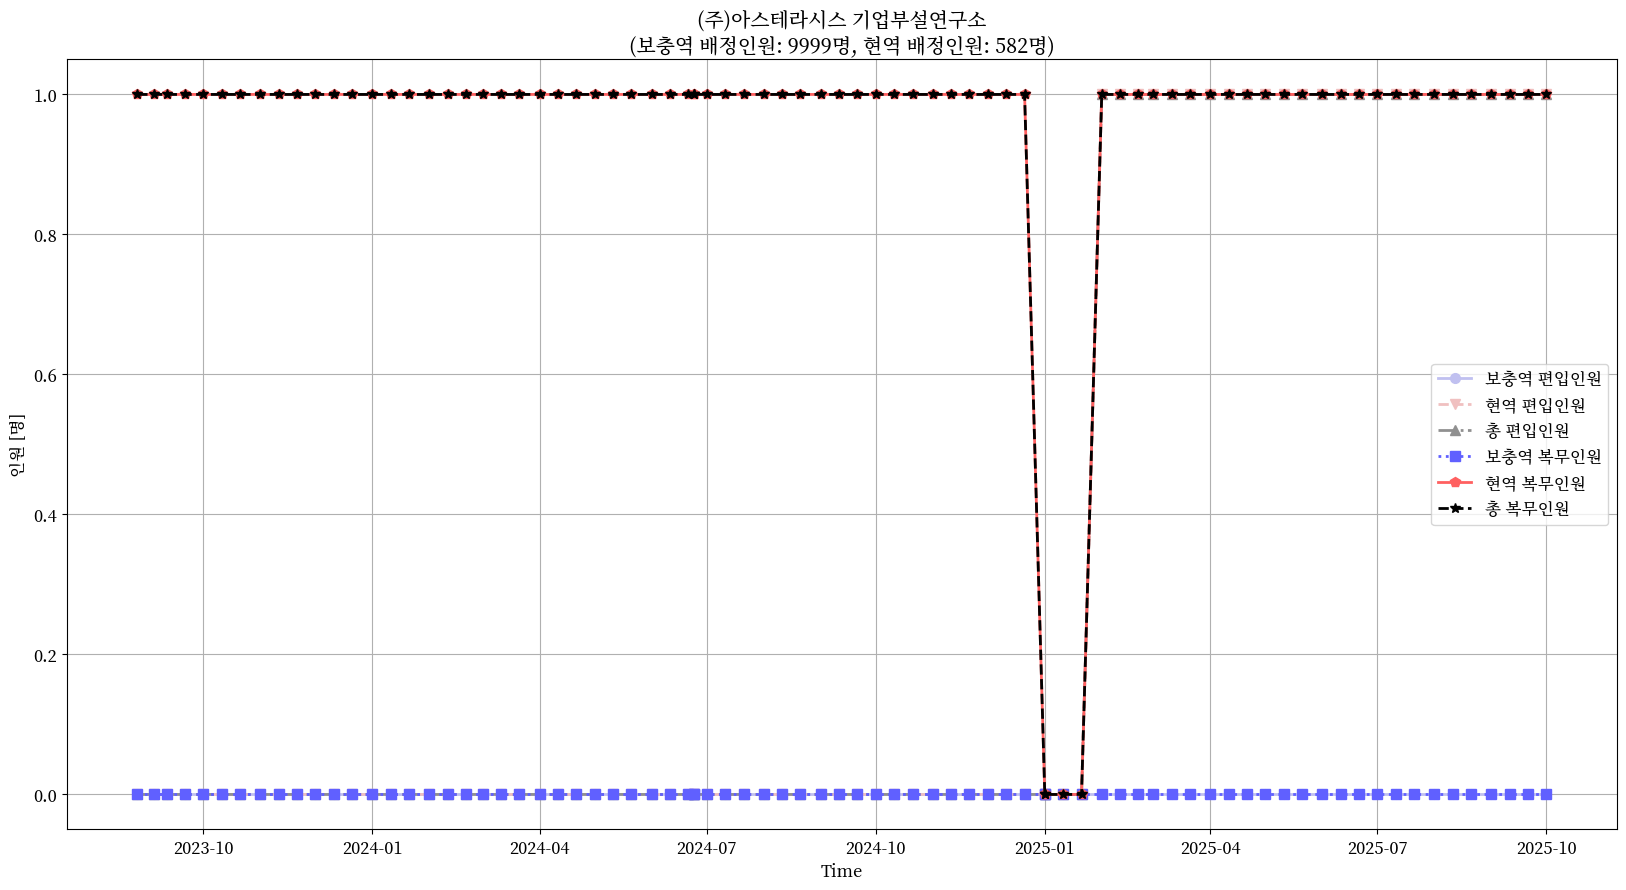 (주)아스테라시스 기업부설연구소
(보충역 배정인원: 9999명, 현역 배정인원: 582명)
1.0
0.8
0.6
0.4
0.2
0.0
인원 [명]
보충역 편입인원
현역 편입인원
총 편입인원
보충역 복무인원
현역 복무인원
총 복무인원
2023-10
2024-01
2024-04
2024-07
2024-10
2025-01
2025-04
2025-07
2025-10
Time